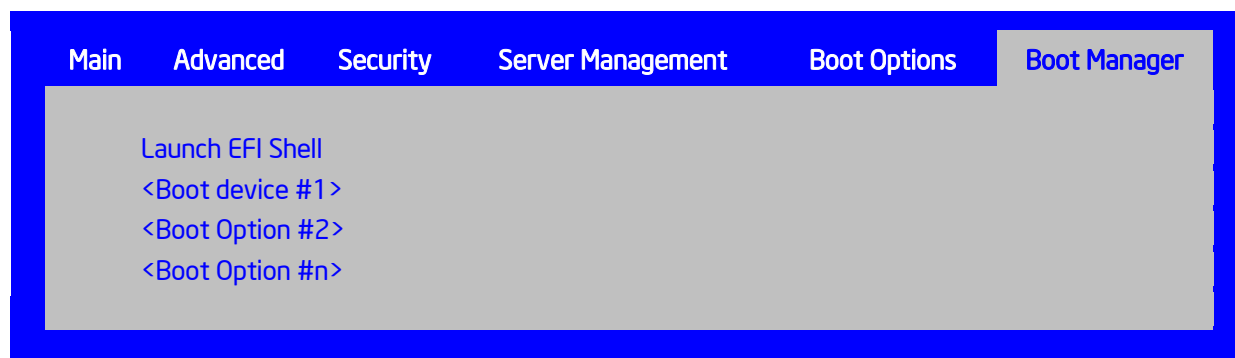 Main Advanced Security Server Management Boot Options Boot Manager
Launch EFI Shell
<Boot device #1>
<Boot Option #2>
<Boot Option #n>